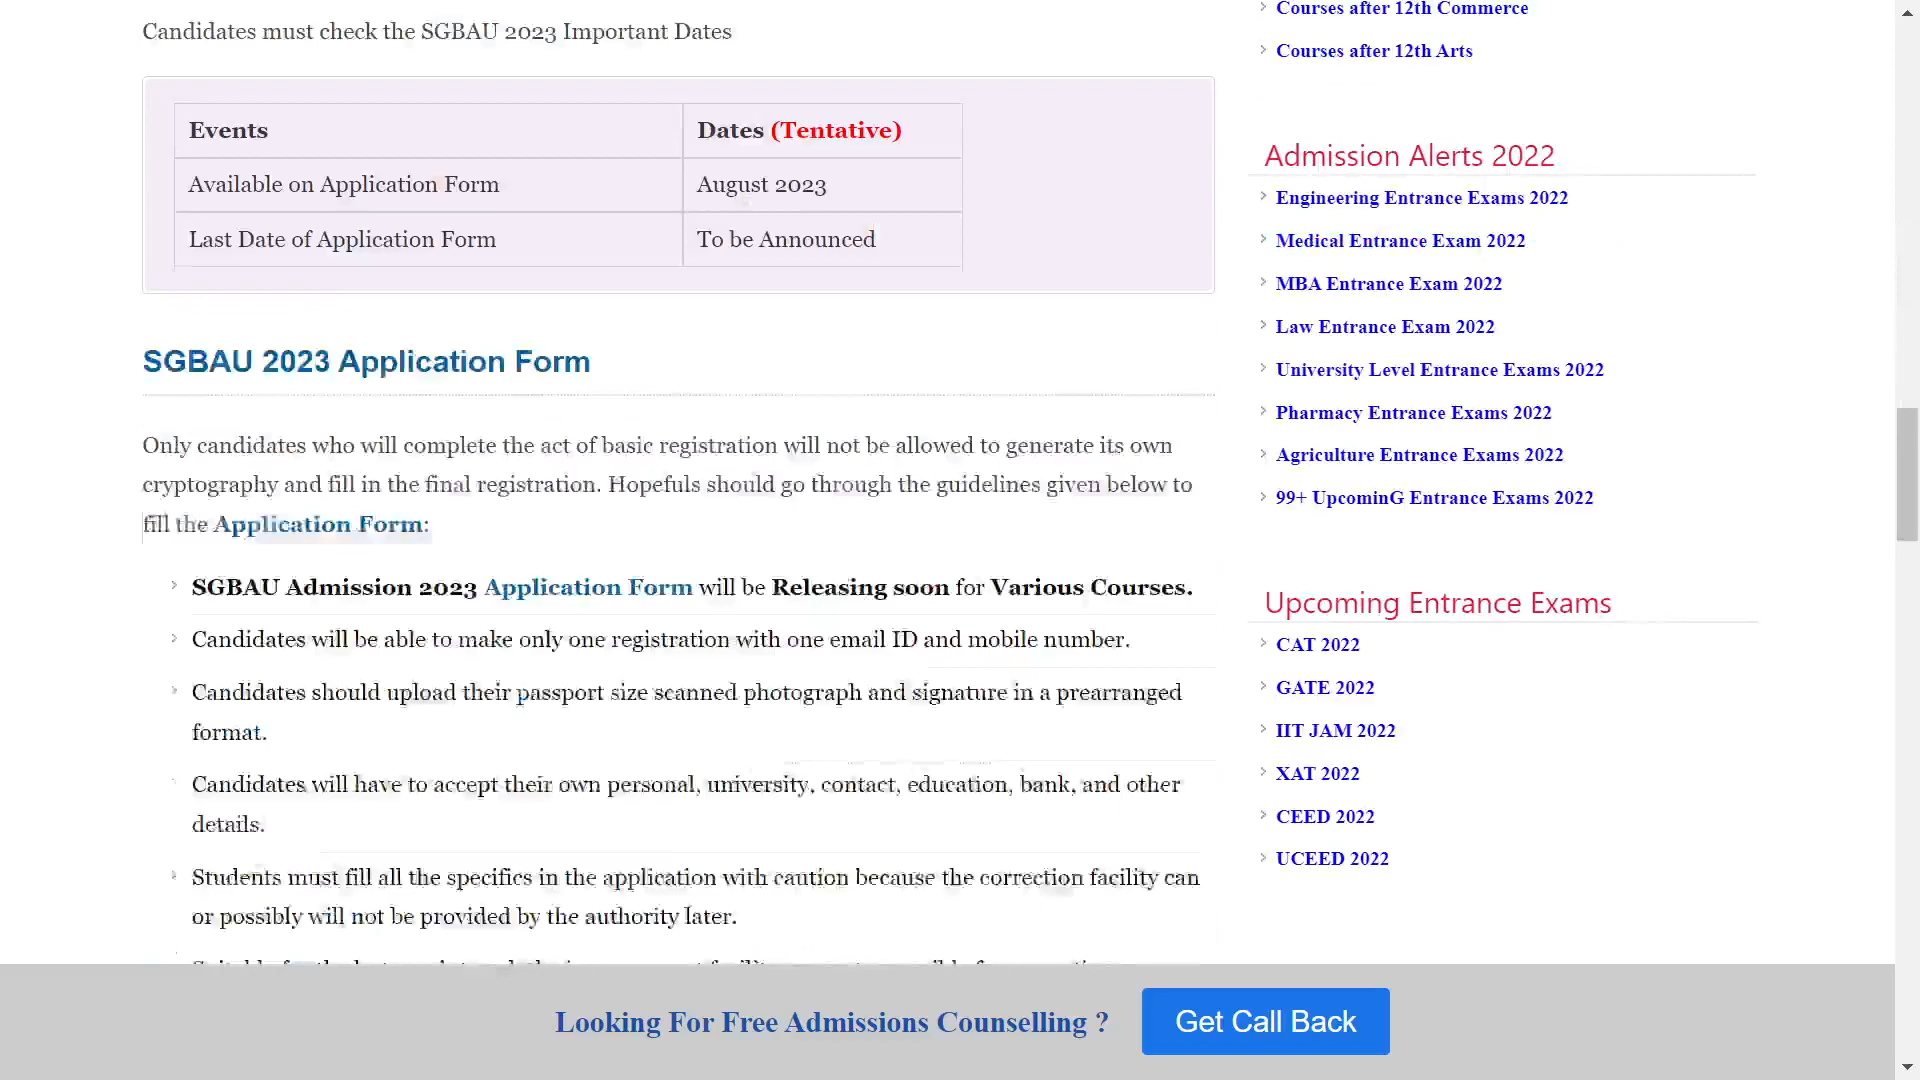 Candidates must check the SGBAU 2023 Important Dates
Events
Dates (Tentative)
Available on Application Form
August 2023
Last Date of Application Form
To be Announced
SGBAU 2023 Application Form
Only candidates who will complete the act of basic registration will not be allowed to generate its own
cryptography and fill in the final registration. Hopefuls should go through the guidelines given below to
fill the Application Form:
SGBAU Admission 2023 Application Form will be Releasing soon for Various Courses.
Candidates will be able to make only one registration with one email ID and mobile number.
Candidates should upload their passport size scanned photograph and signature in a prearranged
format.
Candidates will have to accept their own personal, university, contact, education, bank, and other
details.
Students must fill all the specifics in the application with caution because the correction facility can
or possibly will not be provided by the authority later.
Courses after 12th Commerce
Courses after 12th Arts
Admission Alerts 2022
Engineering Entrance Exams 2022
Medical Entrance Exam 2022
MBA Entrance Exam 2022
Law Entrance Exam 2022
University Level Entrance Exams 2022
Pharmacy Entrance Exams 2022
Agriculture Entrance Exams 2022
99+ UpcominG Entrance Exams 2022
Upcoming Entrance Exams
CAT 2022
GATE 2022
IIT JAM 2022
XAT 2022
CEED 2022
UCEED 2022
Looking For Free Admissions Counselling ?
Get Call Back